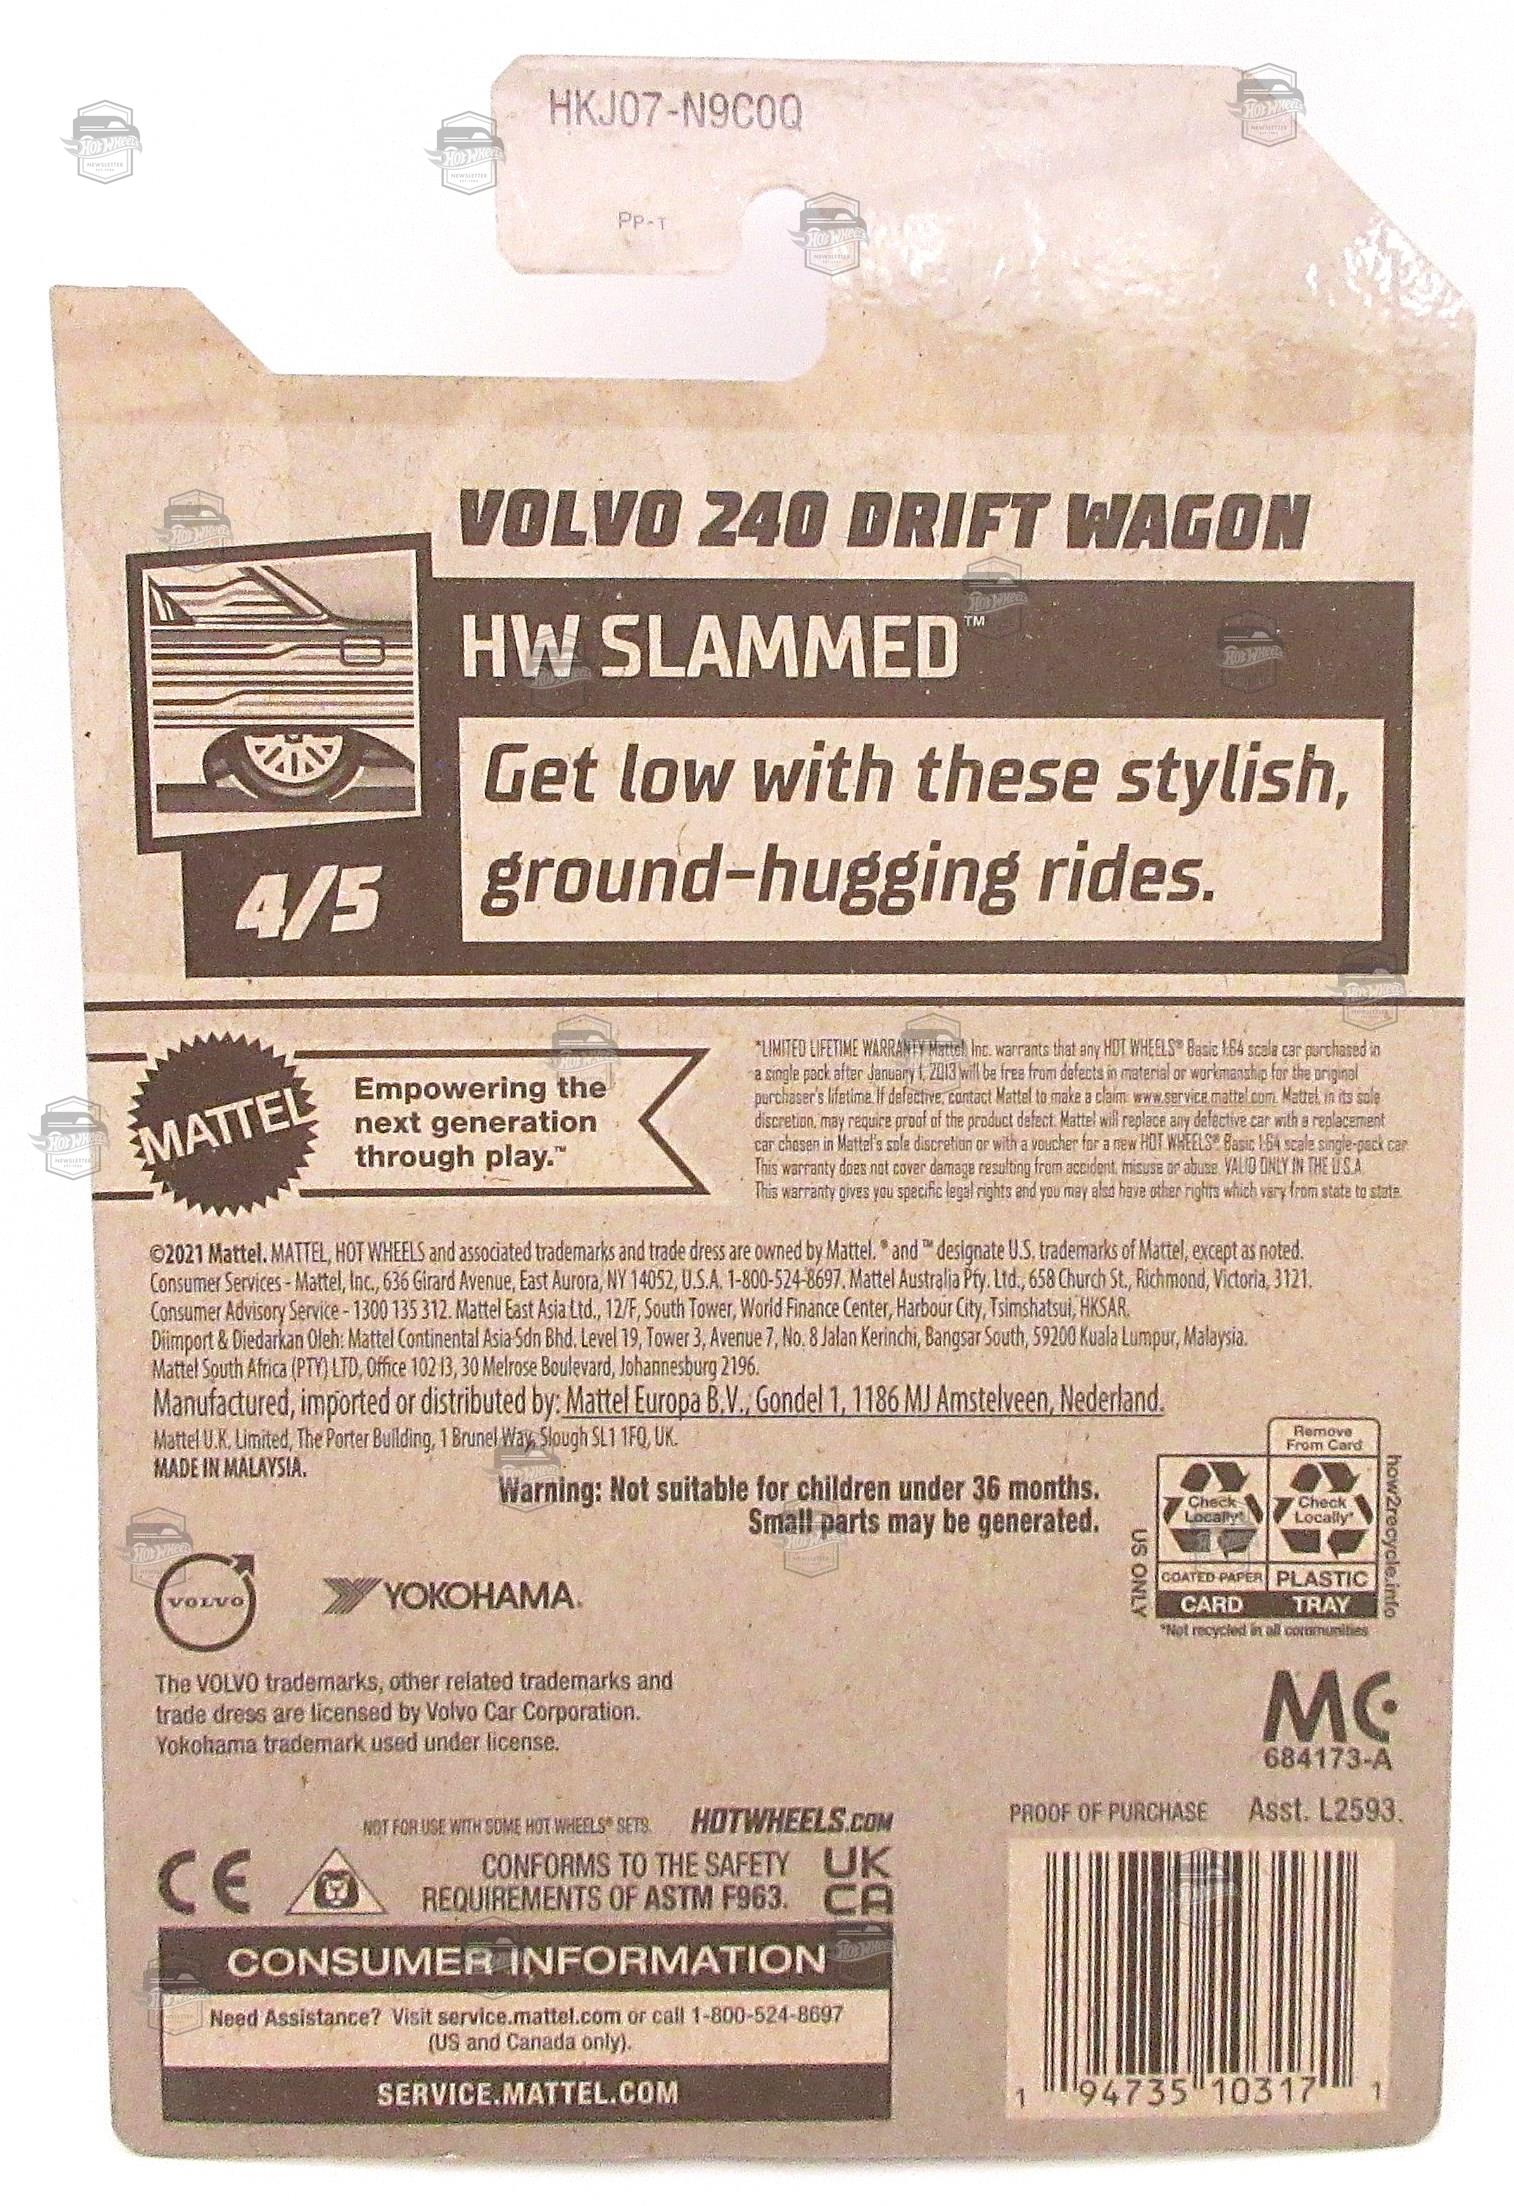 HKJ07-N9C0Q
PP-T
VOLVO 240 DRIFT WAGON
HW SLAMMED™
Get low with these stylish,
ground-hugging rides.
4/5
MATTEL
Empowering the
next generation
through play.™
*LIMITED LIFETIME WARRANTY Mattel, Inc. warrants that any HOT WHEELS® Basic 1:64 scale car purchased in
a single pack after January 1, 2013 will be free from defects in material or workmanship for the original
purchaser's lifetime. If defective, contact Mattel to make a claim: www.service.mattel.com. Mattel, in its sole
discretion, may require proof of the product defect. Mattel will replace any defective car with a replacement
car chosen in Mattel's sole discretion or with a voucher for a new HOT WHEELS® Basic 1:64 scale single-pack car.
This warranty does not cover damage resulting from accident, misuse or abuse. VALID ONLY IN THE U.S.A.
This warranty gives you specific legal rights and you may also have other rights which vary from state to state.
©2021 Mattel. MATTEL, HOT WHEELS and associated trademarks and trade dress are owned by Mattel. ® and ™ designate U.S. trademarks of Mattel, except as noted.
Consumer Services - Mattel, Inc., 636 Girard Avenue, East Aurora, NY 14052, U.S.A. 1-800-524-8697. Mattel Australia Pty. Ltd., 658 Church St., Richmond, Victoria, 3121.
Consumer Advisory Service - 1300 135 312. Mattel East Asia Ltd., 12/F, South Tower, World Finance Center, Harbour City, Tsimshatsui, HKSAR.
Diimport & Diedarkan Oleh: Mattel Continental Asia Sdn Bhd. Level 19, Tower 3, Avenue 7, No. 8 Jalan Kerinchi, Bangsar South, 59200 Kuala Lumpur, Malaysia.
Mattel South Africa (PTY) LTD, Office 102 I3, 30 Melrose Boulevard, Johannesburg 2196.
Manufactured, imported or distributed by: Mattel Europa B.V., Gondel 1, 1186 MJ Amstelveen, Nederland.
Mattel U.K. Limited, The Porter Building, 1 Brunel Way, Slough SL1 1FQ, UK.
MADE IN MALAYSIA.
Warning: Not suitable for children under 36 months.
Small parts may be generated.
Remove
From Card
Check
Locally*
Check
Locally*
COATED PAPER
PLASTIC
CARD
TRAY
*Not recycled in all communities
US ONLY
how2recycle.info
VOLVO
YOKOHAMA
The VOLVO trademarks, other related trademarks and
trade dress are licensed by Volvo Car Corporation.
Yokohama trademark used under license.
MC
684173-A
NOT FOR USE WITH SOME HOT WHEELS® SETS.
HOTWHEELS.COM
PROOF OF PURCHASE
Asst. L2593.
CE
CONFORMS TO THE SAFETY
REQUIREMENTS OF ASTM F963.
UK
CA
CONSUMER INFORMATION
Need Assistance? Visit service.mattel.com or call 1-800-524-8697
(US and Canada only).
SERVICE.MATTEL.COM
1 94735 10317 1
Hot Wheels
NEWSLETTER